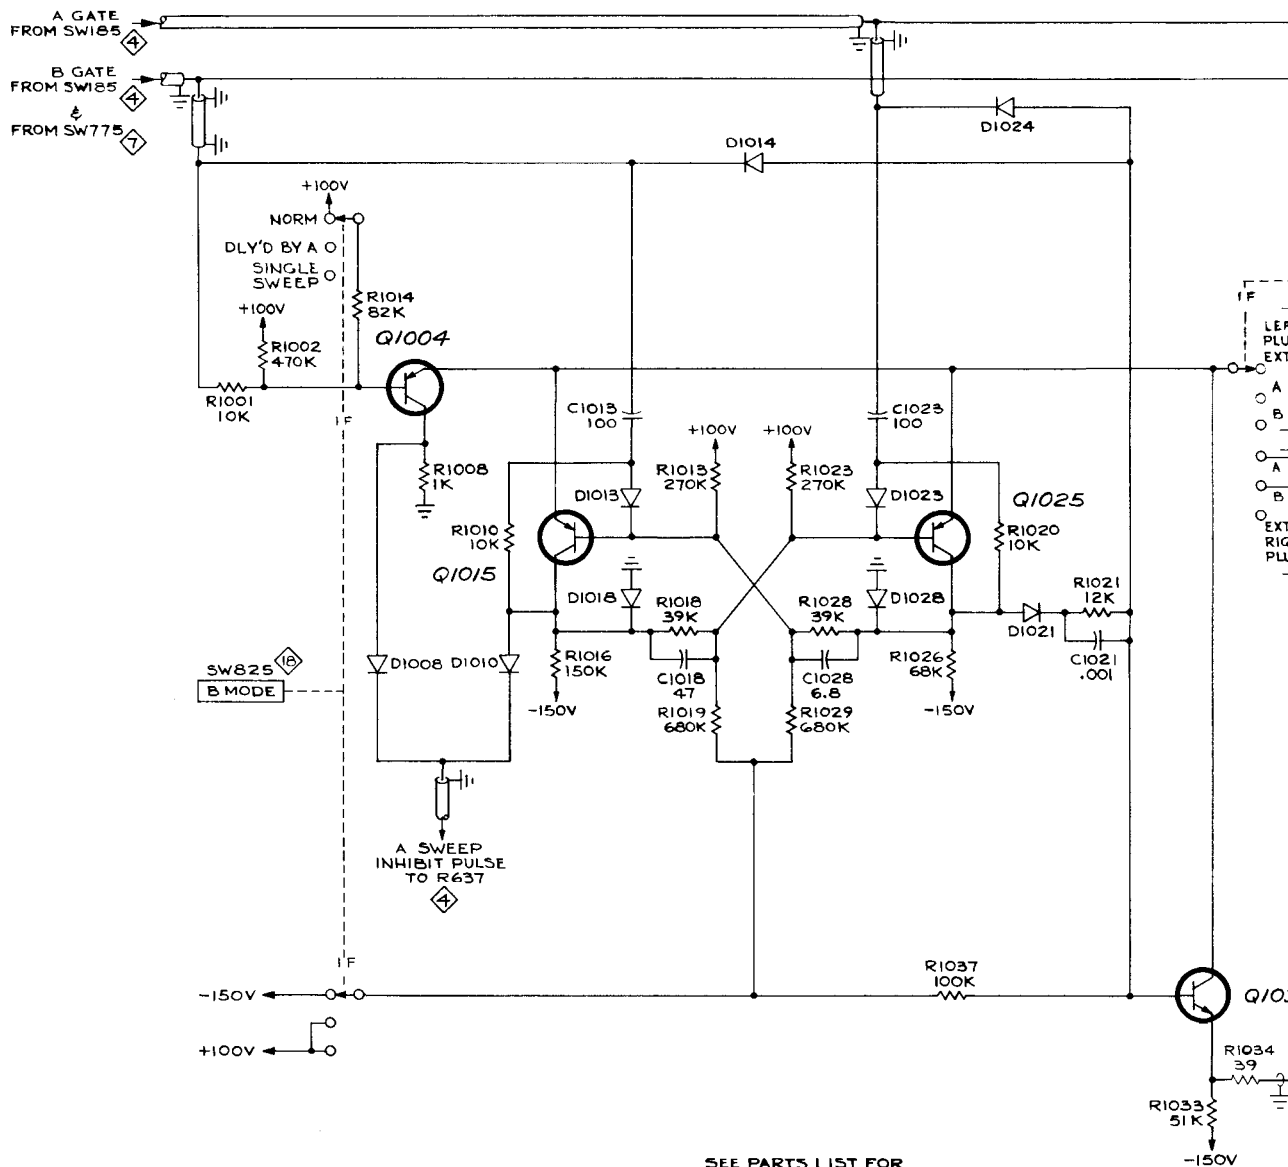 A GATE
FROM SW185
4
B GATE
FROM SW185
4
&
FROM SW775
7
D1014
D1024
+100V
NORM
DLY'D BY A
SINGLE
SWEEP
R1014
82K
+100V
R1002
470K
Q1004
R1001
10K
1F
1F
A
B
A
B
C1013
100
C1023
100
+100V
+100V
R1008
1K
R1013
270K
R1023
270K
D1013
D1023
Q1025
R1010
10K
R1020
10K
Q1015
D1018
R1018
39K
R1028
39K
D1028
R1021
12K
D1021
C1021
.001
SW825
18
B MODE
D1008
D1010
R1016
150K
-150V
C1018
47
C1028
6.8
R1026
68K
-150V
R1019
680K
R1029
680K
A SWEEP
INHIBIT PULSE
TO R637
4
1F
-150V
+100V
R1037
100K
R1034
39
R1033
51K
-150V
SEE PARTS LIST FOR